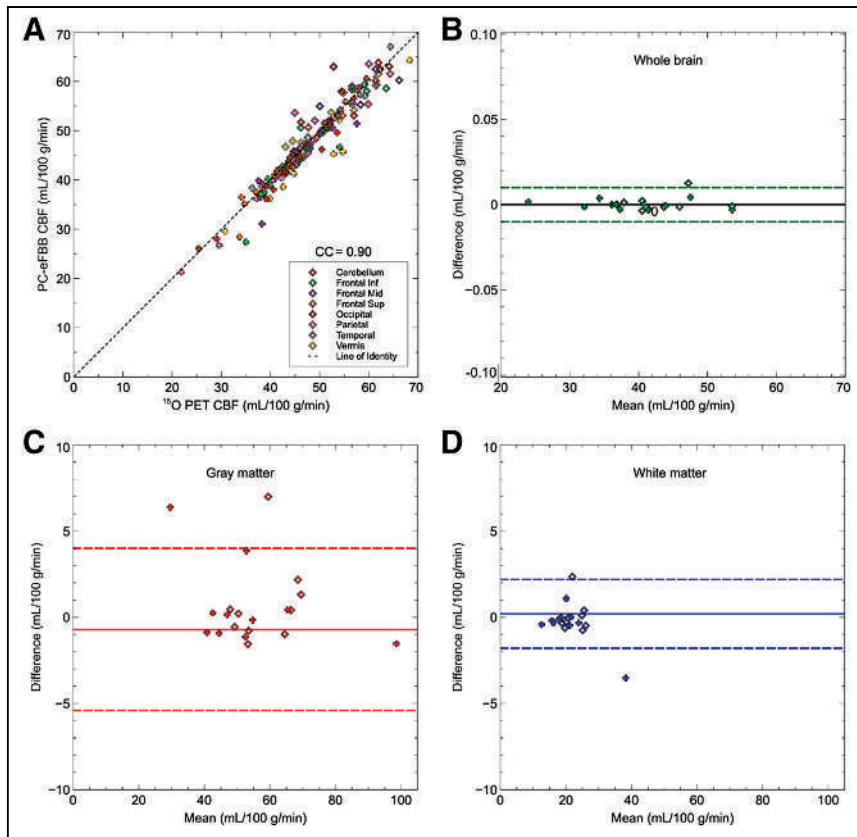 A
70
60
50
40
30
20
10
0
PC-eFBB CBF (mL/100 g/min)
CC = 0.90
Cerebellum
Frontal Inf
Frontal Mid
Frontal Sup
Occipital
Parietal
Temporal
Vermis
Line of Identity
0 10 20 30 40 50 60 70
¹⁵O PET CBF (mL/100 g/min)
B
Whole brain
0.10
0.05
0
−0.05
−0.10
Difference (mL/100 g/min)
0
20 30 40 50 60 70
Mean (mL/100 g/min)
C
Gray matter
10
5
0
−5
−10
Difference (mL/100 g/min)
0 20 40 60 80 100
Mean (mL/100 g/min)
D
White matter
10
5
0
−5
−10
Difference (mL/100 g/min)
0 20 40 60 80 100
Mean (mL/100 g/min)